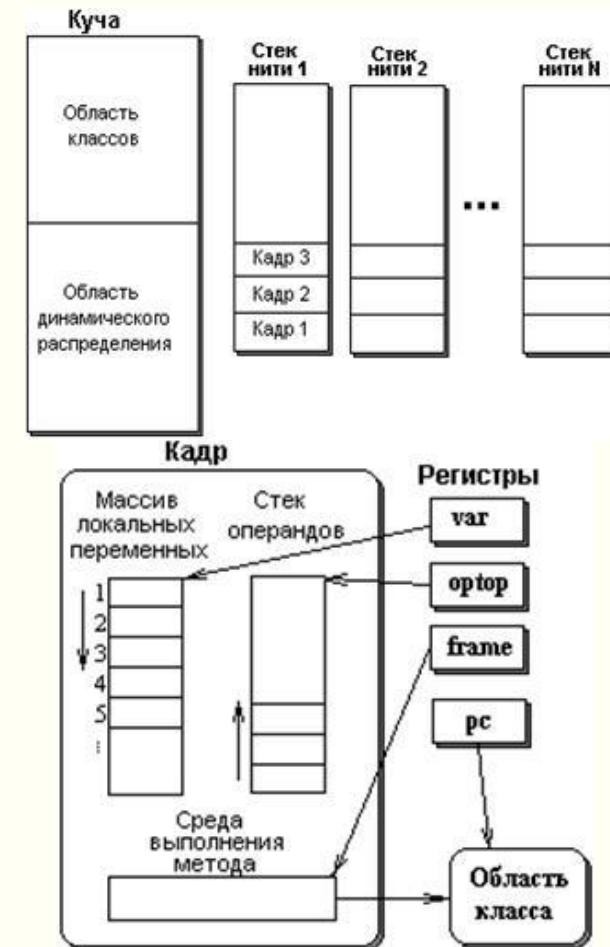 Куча
Область
классов
Область
динамического
распределения
Стек
нити 1
Стек
нити 2
Стек
нити N
...
Кадр 3
Кадр 2
Кадр 1
Кадр
Массив
локальных
переменных
1
2
3
4
5
...
Стек
операндов
Среда
выполнения
метода
Регистры
var
optop
frame
pc
Область
класса